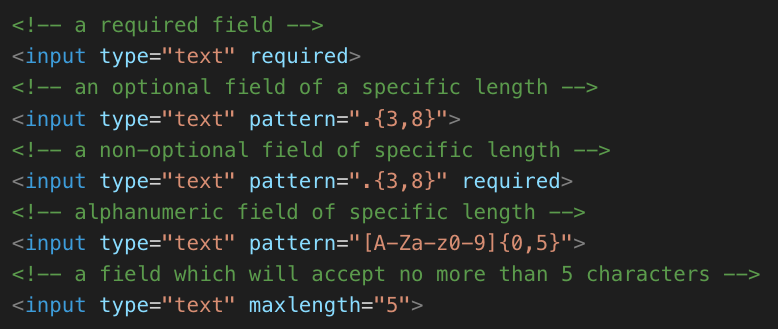 <!-- a required field -->
<input type="text" required>
<!-- an optional field of a specific length -->
<input type="text" pattern=".{3,8}">
<!-- a non-optional field of specific length -->
<input type="text" pattern=".{3,8}" required>
<!-- alphanumeric field of specific length -->
<input type="text" pattern="[A-Za-z0-9]{0,5}">
<!-- a field which will accept no more than 5 characters -->
<input type="text" maxlength="5">